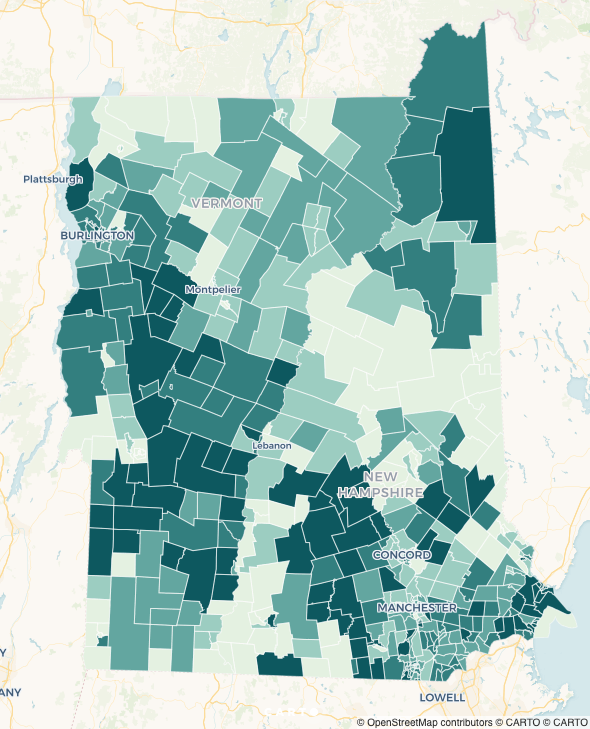 Plattsburgh
VERMONT
BURLINGTON
Montpelier
Lebanon
NEW
HAMPSHIRE
CONCORD
MANCHESTER
Y
ANY
LOWELL
© OpenStreetMap contributors © CARTO © CARTO